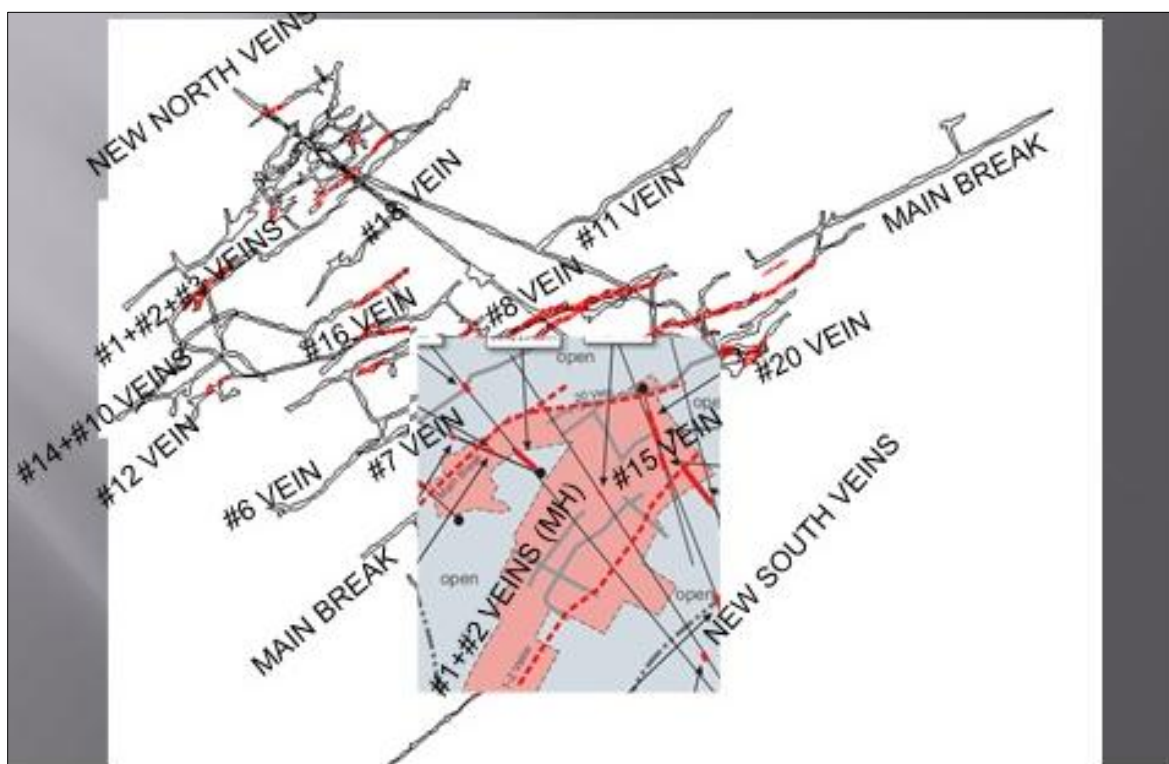 NEW NORTH VEINS
#18 VEIN
#11 VEIN
MAIN BREAK
#1+#2+#3 VEINS
#8 VEIN
#16 VEIN
#20 VEIN
open
#14+#10 VEINS
#12 VEIN
#7 VEIN
#15 VEIN
#6 VEIN
open
MAIN BREAK
#1+#2 VEINS (MH)
open
NEW SOUTH VEINS